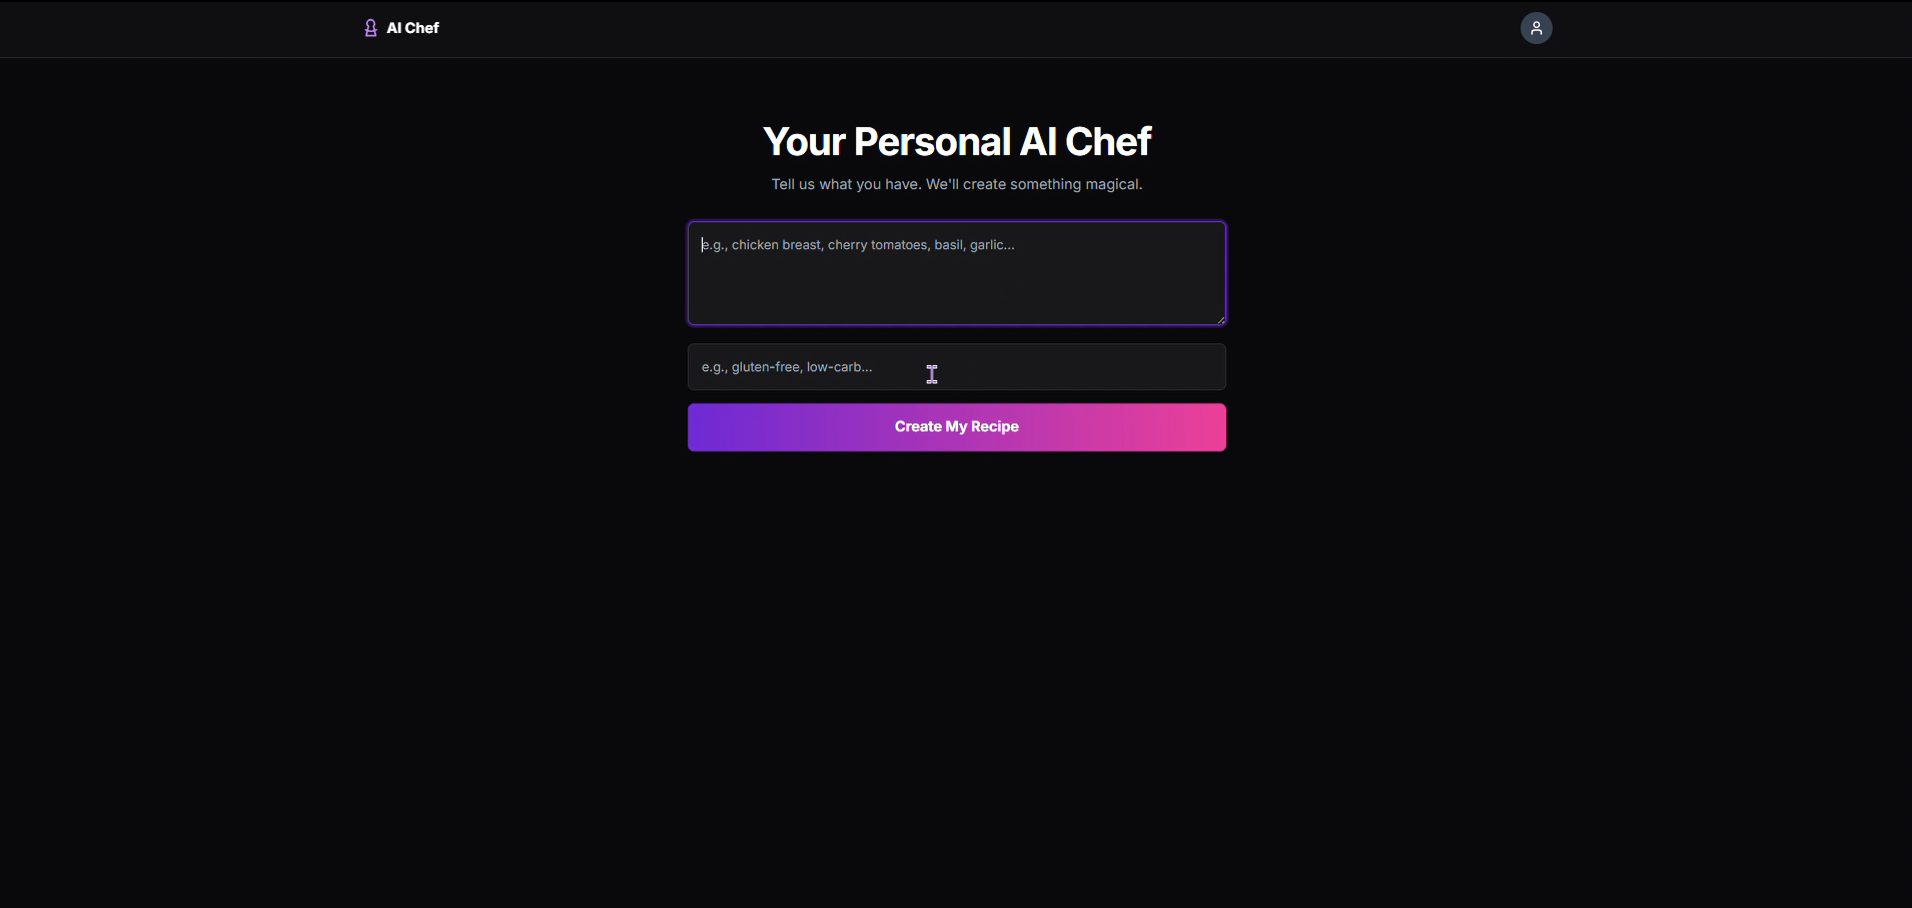 AI Chef
Your Personal AI Chef
Tell us what you have. We'll create something magical.
e.g., chicken breast, cherry tomatoes, basil, garlic...
e.g., gluten-free, low-carb...
Create My Recipe